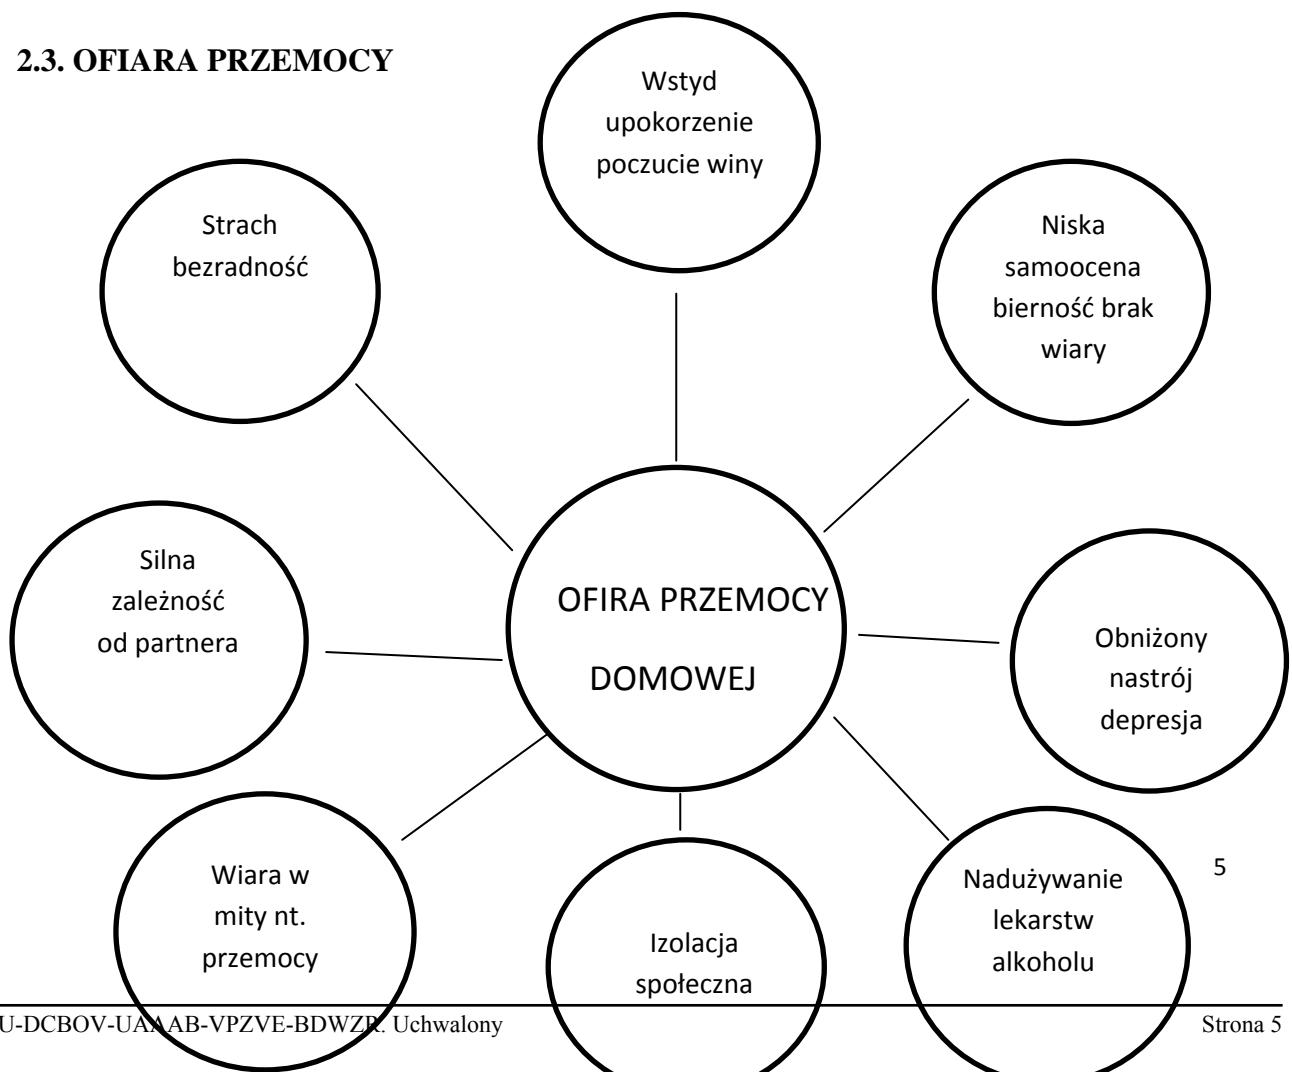 2.3. OFIARA PRZEMOCY
Wstyd
upokorzenie
poczucie winy
Strach
bezradność
Niska
samoocena
bierność brak
wiary
Silna
zależność
od partnera
OFIRA PRZEMOCY
DOMOWEJ
Obniżony
nastrój
depresja
Wiara w
mity nt.
przemocy
Izolacja
społeczna
Nadużywanie
lekarstw
alkoholu
5
U-DCBOV-UAAAB-VPZVE-BDWZR. Uchwalony
Strona 5